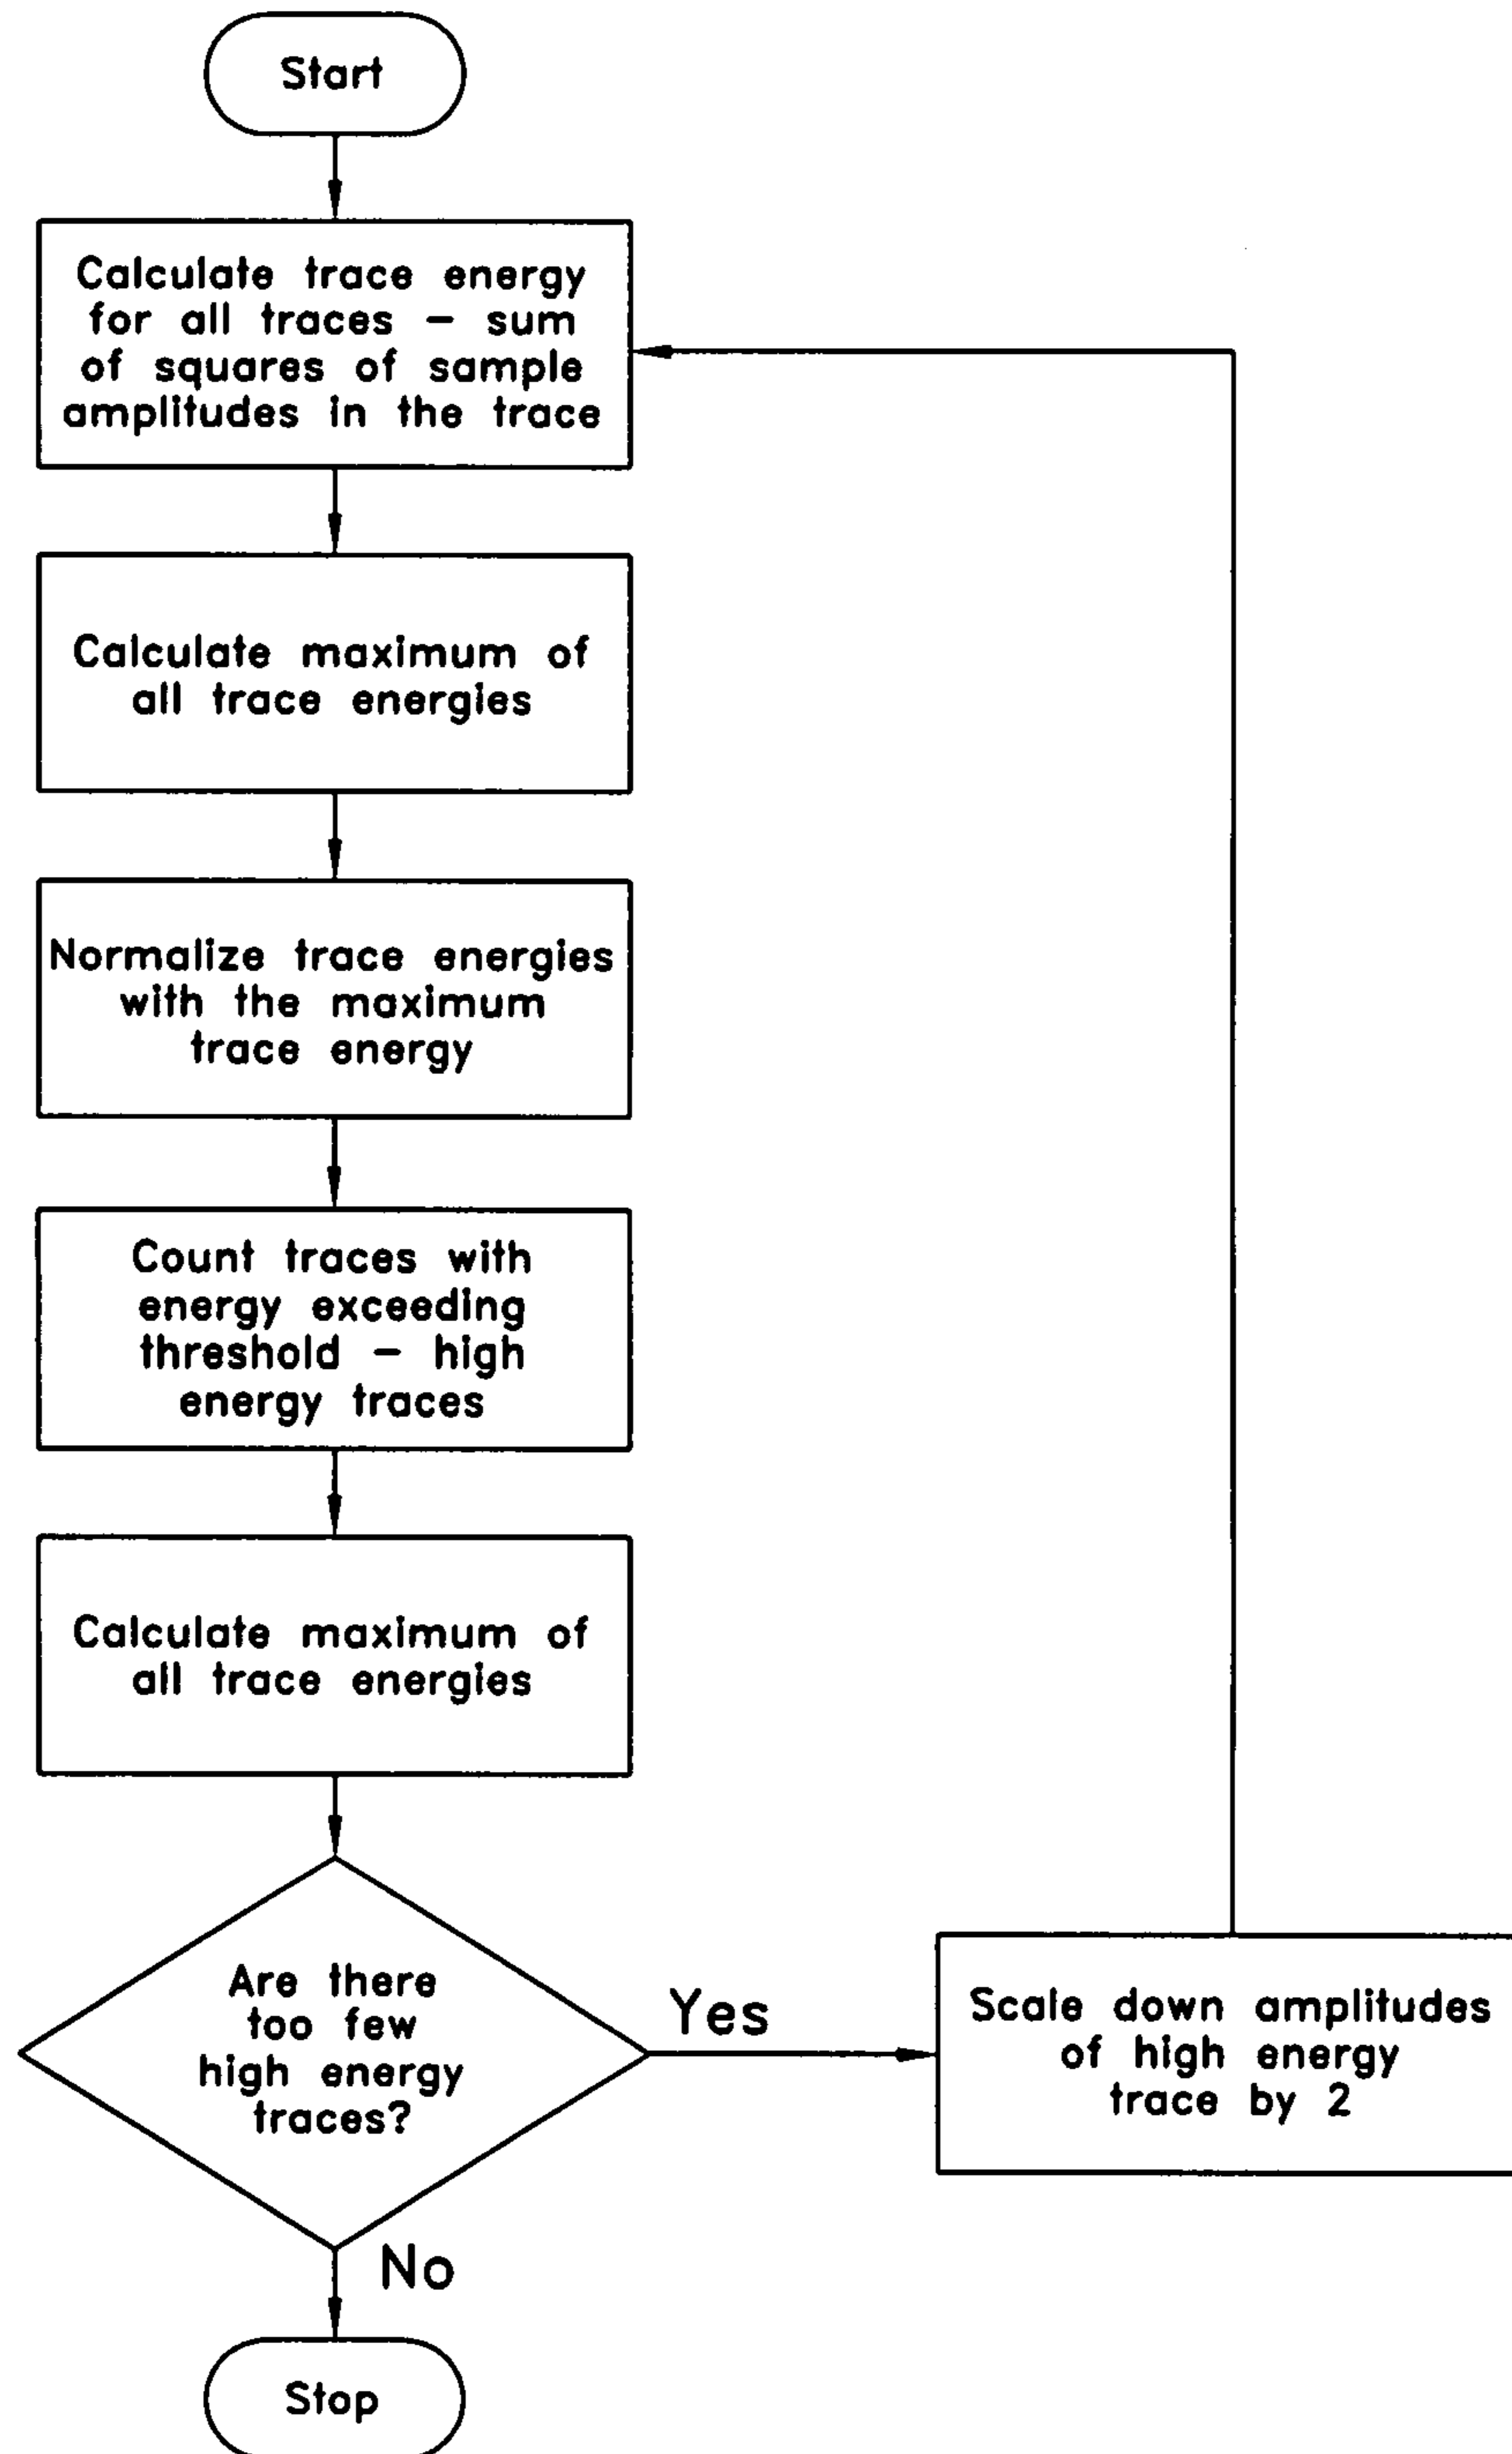 Start
Calculate trace energy
for all traces – sum
of squares of sample
amplitudes in the trace
Calculate maximum of
all trace energies
Normalize trace energies
with the maximum
trace energy
Count traces with
energy exceeding
threshold – high
energy traces
Calculate maximum of
all trace energies
Are there
too few
high energy
traces?
Yes
Scale down amplitudes
of high energy
trace by 2
No
Stop